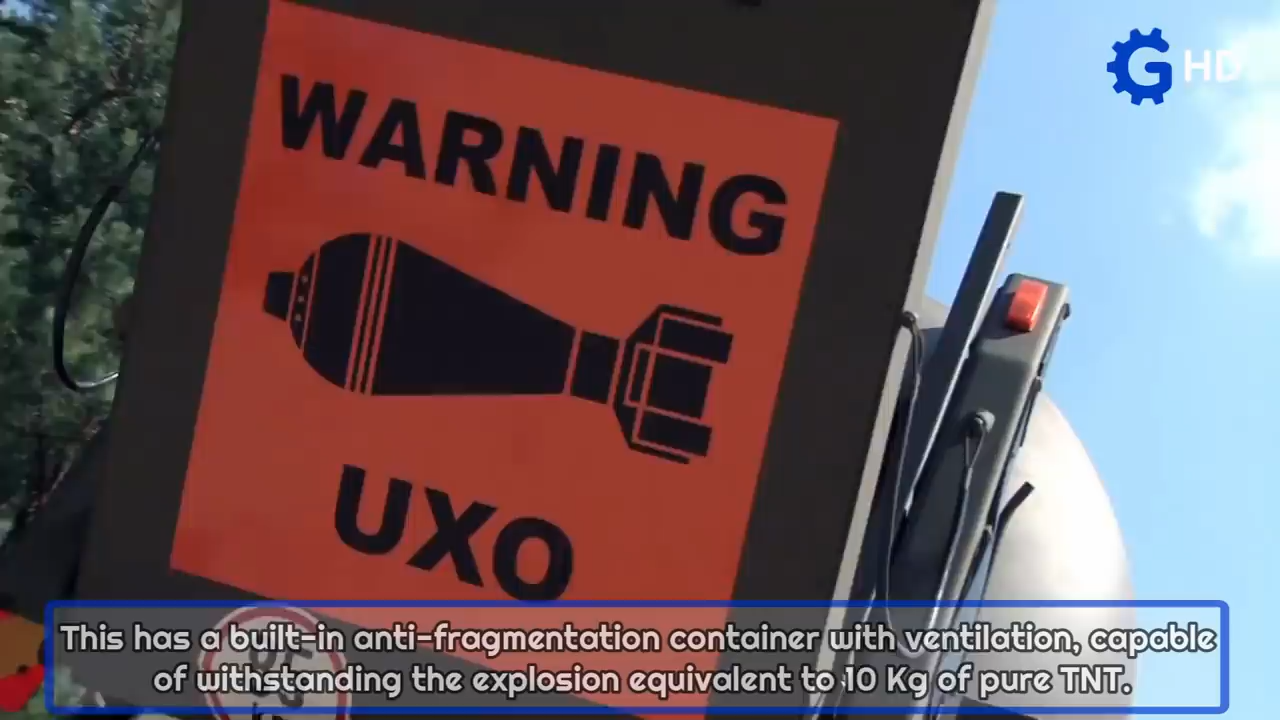 G HD
WARNING
UXO
This has a built-in anti-fragmentation container with ventilation, capable
of withstanding the explosion equivalent to 10 Kg of pure TNT.